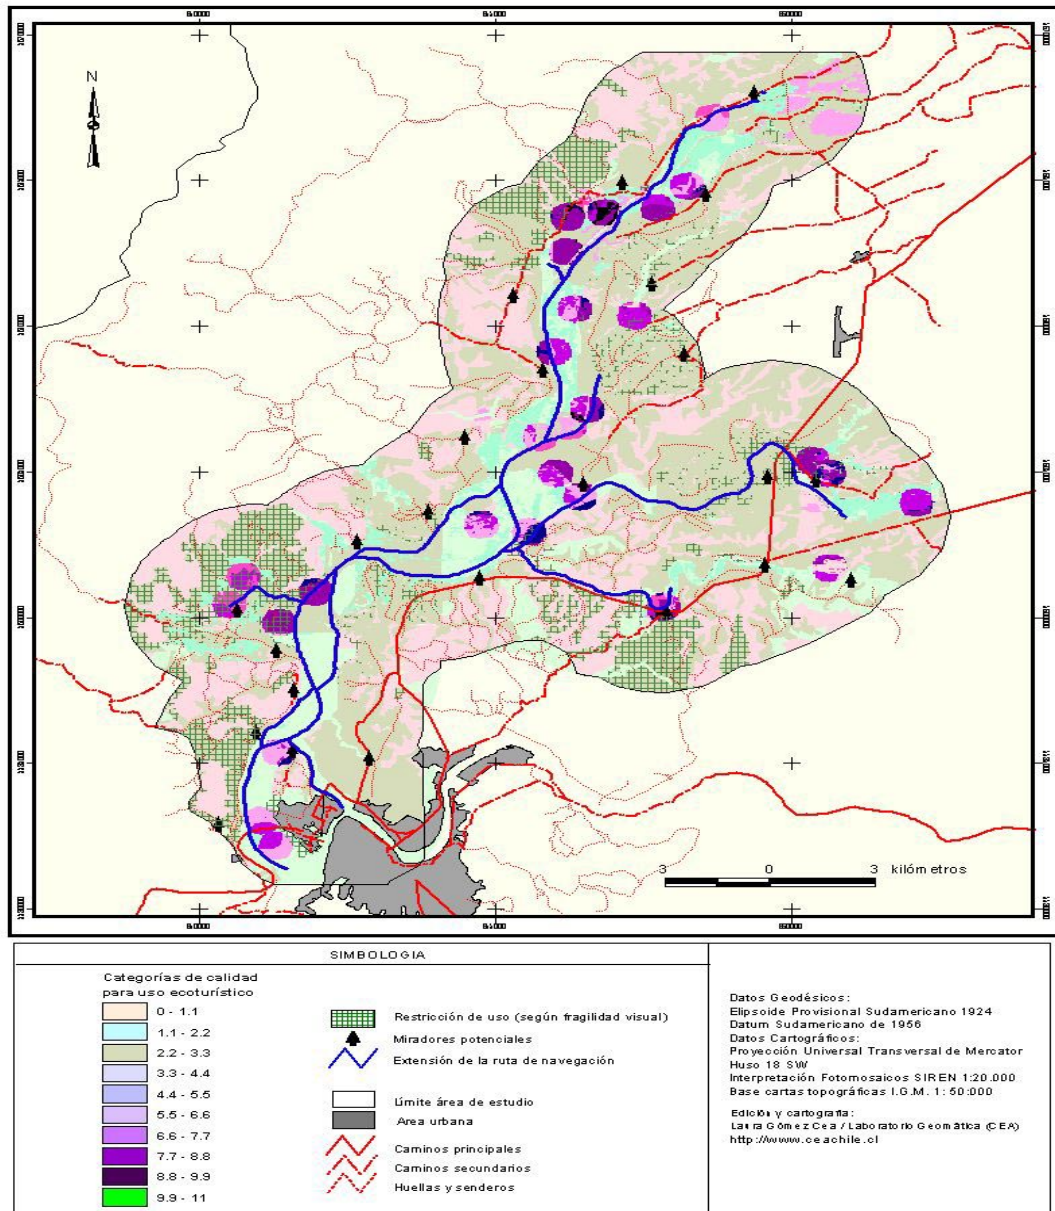 N
3 0 3 kilómetros
SIMBOLOGIA
Categorías de calidad
para uso ecoturístico
0 - 1.1
1.1 - 2.2
2.2 - 3.3
3.3 - 4.4
4.4 - 5.5
5.5 - 6.6
6.6 - 7.7
7.7 - 8.8
8.8 - 9.9
9.9 - 11
Restricción de uso (según fragilidad visual)
Miradores potenciales
Extensión de la ruta de navegación
Límite área de estudio
Area urbana
Caminos principales
Caminos secundarios
Huellas y senderos
Datos Geodésicos:
Elipsoide Provisional Sudamericano 1924
Datum Sudamericano de 1956
Datos Cartográficos:
Proyección Universal Transversal de Mercator
Huso 18 SW
Interpretación Fotomosaicos SIREN 1:20.000
Base cartas topográficas I.G.M. 1: 50:000
Edición y cartografía:
Laura Gómez Cea / Laboratorio Geomática (CEA)
http://www.ceachile.cl